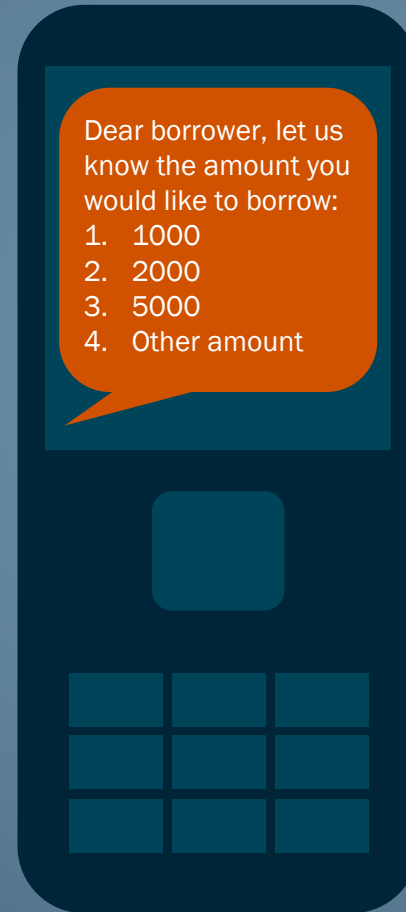 Dear borrower, let us
know the amount you
would like to borrow:
1. 1000
2. 2000
3. 5000
4. Other amount